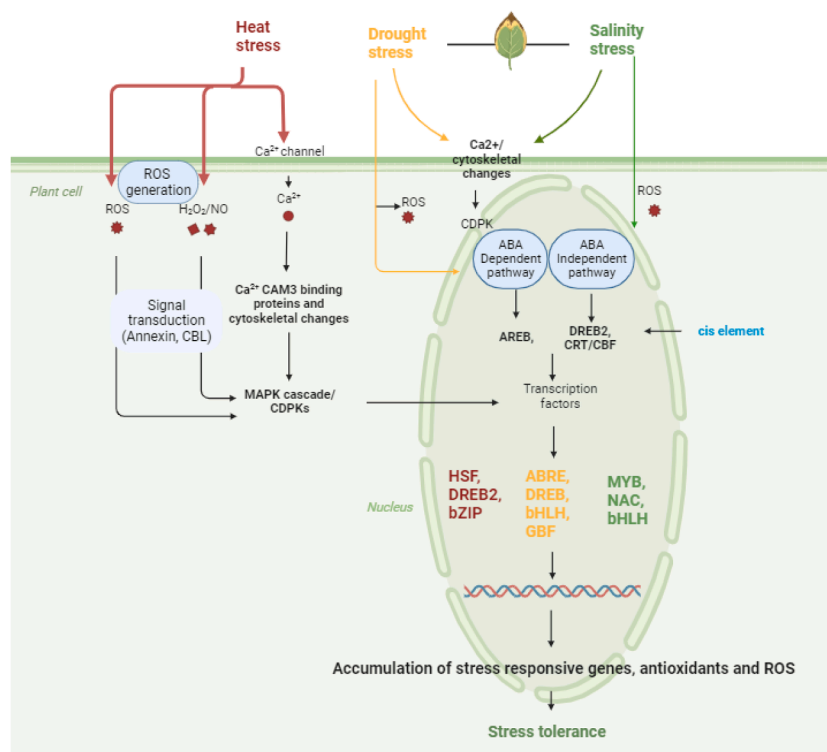 Heat
stress
Drought
stress
Salinity
stress
Ca²⁺ channel
Ca2+/
cytoskeletal
changes
Plant cell
ROS
generation
ROS
H₂O₂/NO
Ca²⁺
ROS
ROS
CDPK
ABA
Dependent
pathway
ABA
Independent
pathway
Ca²⁺ CAM3 binding
proteins and
cytoskeletal changes
Signal
transduction
(Annexin, CBL)
AREB,
DREB2,
CRT/CBF
cis element
MAPK cascade/
CDPKs
Transcription
factors
HSF,
DREB2,
bZIP
ABRE,
DREB,
bHLH,
GBF
MYB,
NAC,
bHLH
Nucleus
Accumulation of stress responsive genes, antioxidants and ROS
Stress tolerance